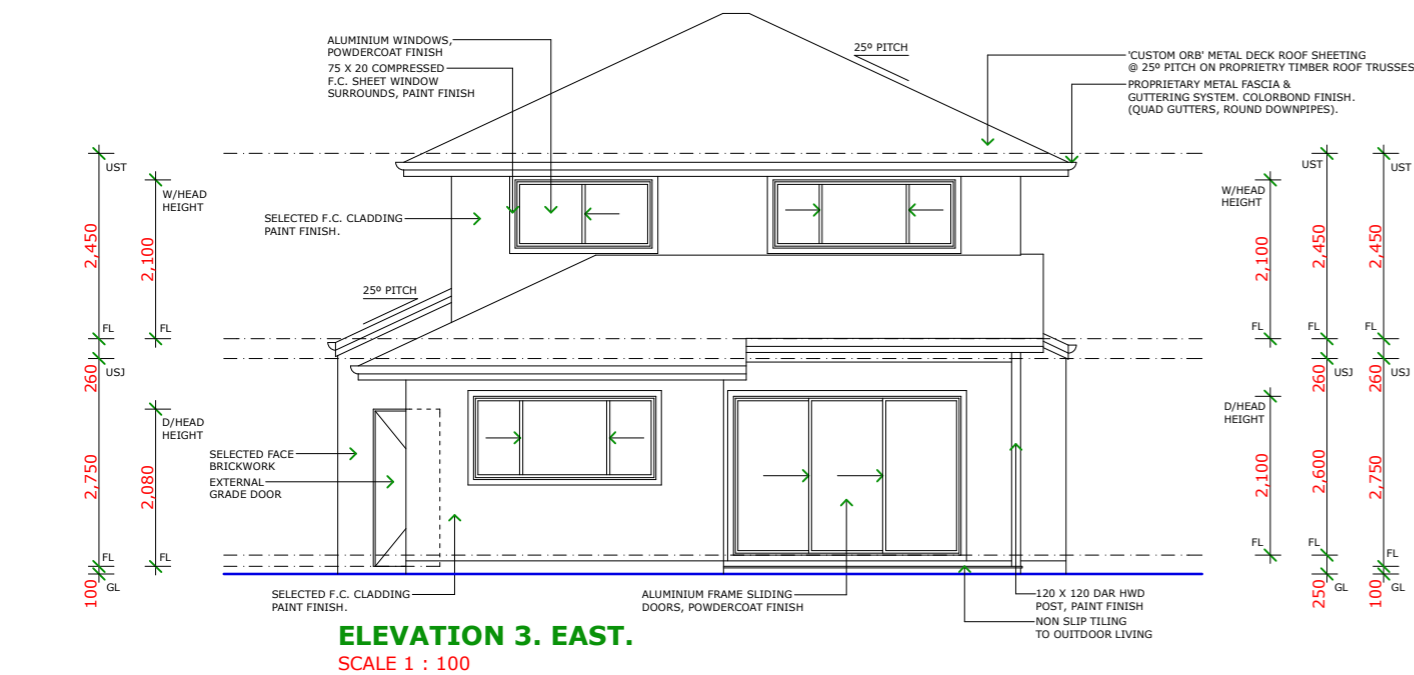 ALUMINIUM WINDOWS,
POWDERCOAT FINISH
75 X 20 COMPRESSED
F.C. SHEET WINDOW
SURROUNDS, PAINT FINISH
25º PITCH
'CUSTOM ORB' METAL DECK ROOF SHEETING
@ 25º PITCH ON PROPRIETRY TIMBER ROOF TRUSSES
PROPRIETARY METAL FASCIA &
GUTTERING SYSTEM. COLORBOND FINISH.
(QUAD GUTTERS, ROUND DOWNPIPES).
UST
W/HEAD
HEIGHT
2,450
2,100
FL
FL
SELECTED F.C. CLADDING
PAINT FINISH.
25º PITCH
260
USJ
D/HEAD
HEIGHT
2,750
2,080
FL
FL
100
GL
SELECTED FACE
BRICKWORK
EXTERNAL
GRADE DOOR
UST
UST
W/HEAD
HEIGHT
2,100
2,450
2,450
FL
FL
FL
260
USJ
260
USJ
D/HEAD
HEIGHT
2,100
2,600
2,750
FL
FL
FL
250
GL
100
GL
SELECTED F.C. CLADDING
PAINT FINISH.
ALUMINIUM FRAME SLIDING
DOORS, POWDERCOAT FINISH
120 X 120 DAR HWD
POST, PAINT FINISH
NON SLIP TILING
TO OUITDOOR LIVING
ELEVATION 3. EAST.
SCALE 1 : 100